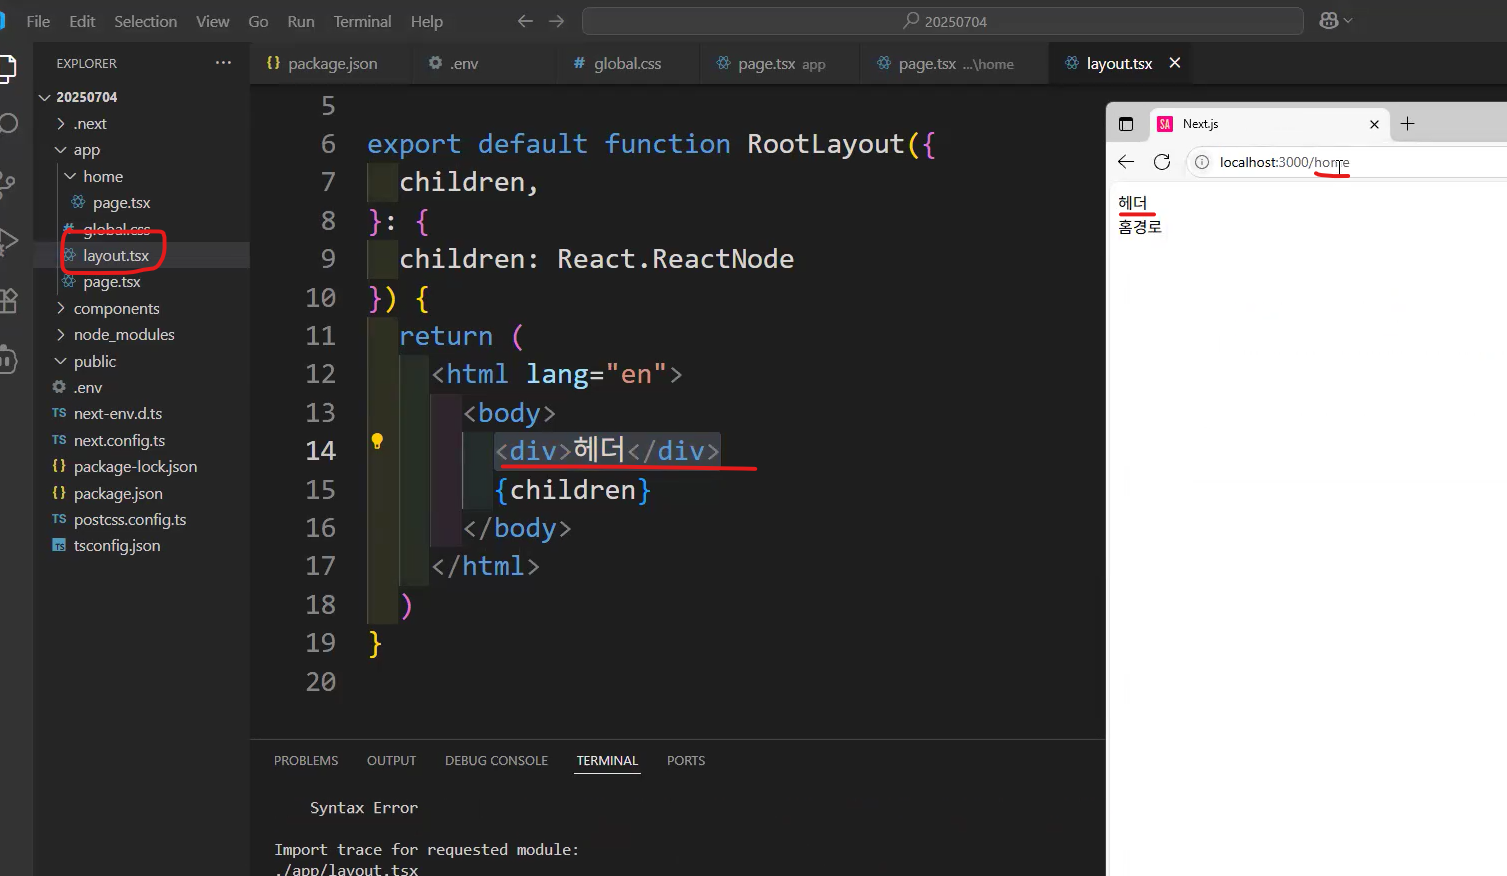 File Edit Selection View Go Run Terminal Help
20250704
EXPLORER ···
package.json
.env
# global.css
page.tsx app
page.tsx ...\home
layout.tsx ×
20250704
.next
app
home
page.tsx
# global.css
layout.tsx
page.tsx
components
node_modules
public
.env
TS next-env.d.ts
TS next.config.ts
{} package-lock.json
{} package.json
TS postcss.config.ts
TS tsconfig.json
5
6 export default function RootLayout({
7 children,
8 }: {
9 children: React.ReactNode
10 }) {
11 return (
12 <html lang="en">
13 <body>
14 <div>헤더</div>
15 {children}
16 </body>
17 </html>
18 )
19 }
20
PROBLEMS OUTPUT DEBUG CONSOLE TERMINAL PORTS
Syntax Error
Import trace for requested module:
./app/layout.tsx
SA Next.js
localhost:3000/home
헤더
홈경로